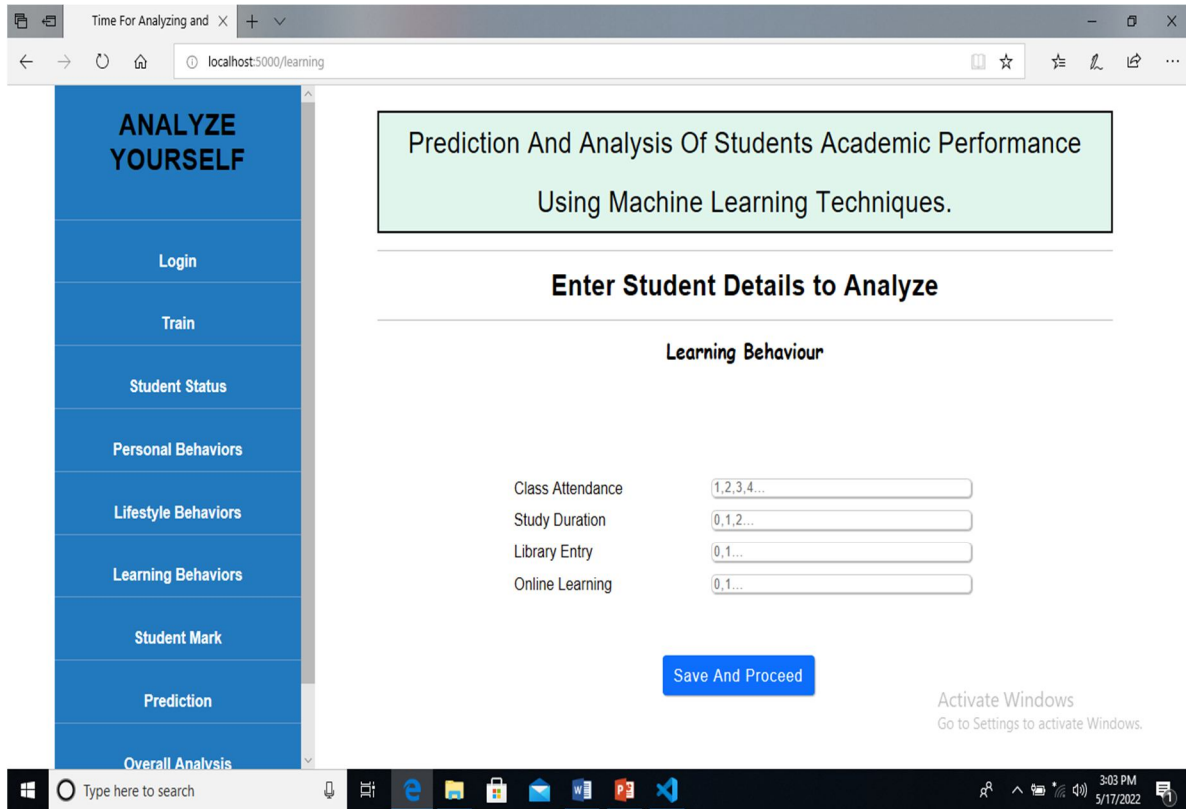 Time For Analyzing and
localhost:5000/learning
ANALYZE
YOURSELF
Login
Train
Student Status
Personal Behaviors
Lifestyle Behaviors
Learning Behaviors
Student Mark
Prediction
Overall Analysis
Prediction And Analysis Of Students Academic Performance
Using Machine Learning Techniques.
Enter Student Details to Analyze
Learning Behaviour
Class Attendance 1,2,3,4...
Study Duration 0,1,2...
Library Entry 0,1...
Online Learning 0,1...
Save And Proceed
Activate Windows
Go to Settings to activate Windows.
Type here to search
3:03 PM
5/17/2022